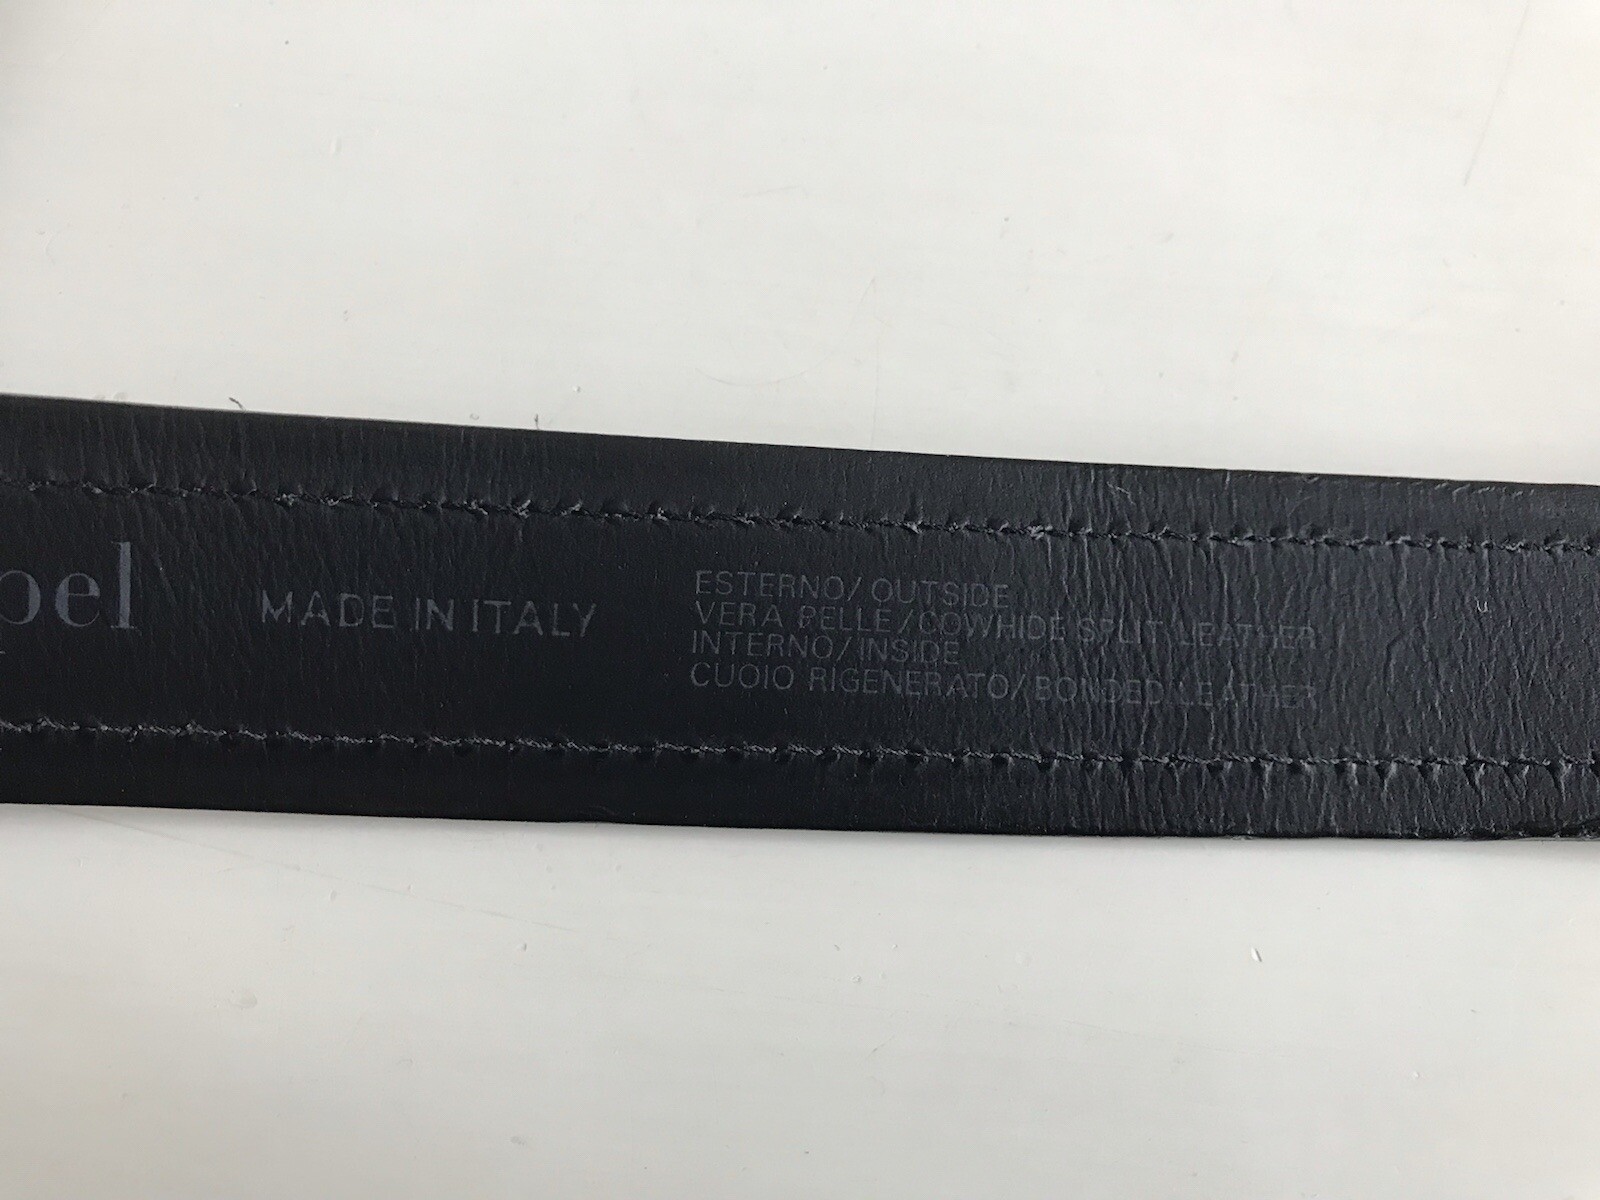 pel
MADE IN ITALY
ESTERNO/ OUTSIDE
VERA PELLE/COWHIDE SPLIT LEATHER
INTERNO/ INSIDE
CUOIO RIGENERATO/ BONDED LEATHER